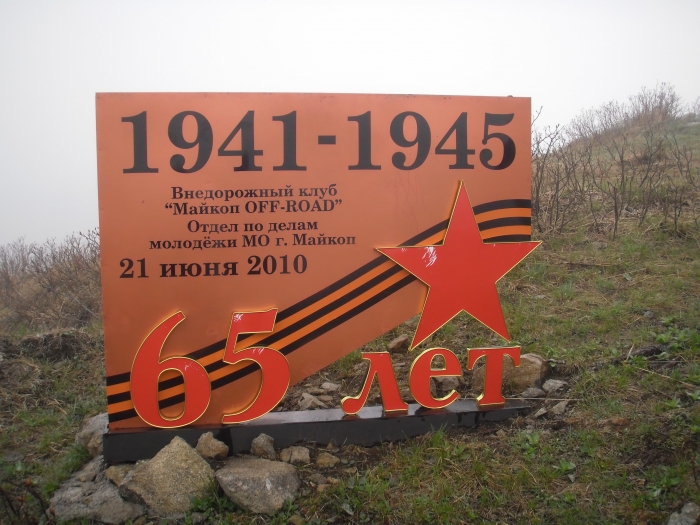 1941-1945
Внедорожный клуб
“Майкоп OFF-ROAD”
Отдел по делам
молодёжи МО г. Майкоп
21 июня 2010
65 лет